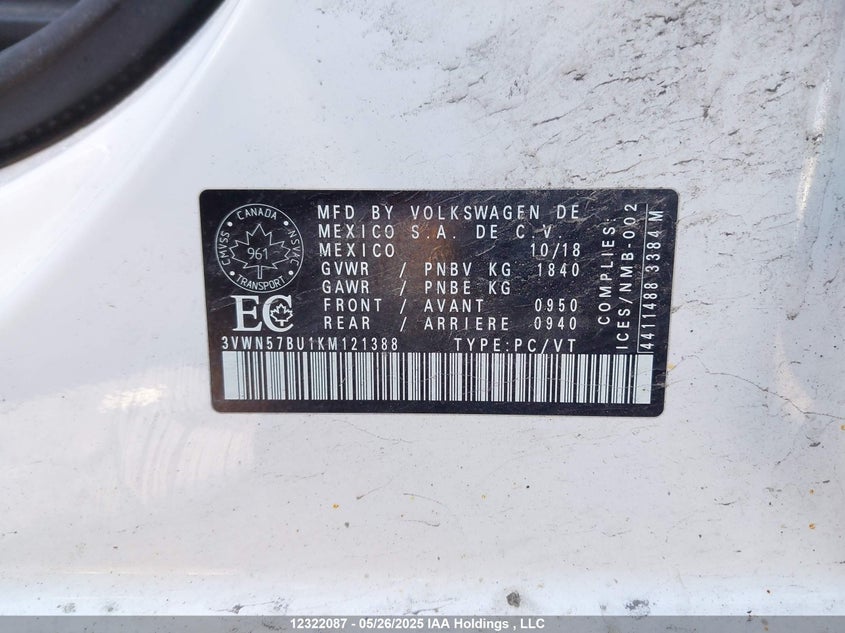 CANADA
CMVSS
NSVAC
961
TRANSPORT
EC
MFD BY VOLKSWAGEN DE
MEXICO S.A. DE C.V.
MEXICO 10/18
GVWR / PNBV KG 1840
GAWR / PNBE KG
FRONT / AVANT 0950
REAR / ARRIERE 0940
3VWN57BU1KM121388 TYPE:PC/VT
COMPLIES:
ICES/NMB-002
4411488 3384 M
12322087 - 05/26/2025 IAA Holdings , LLC